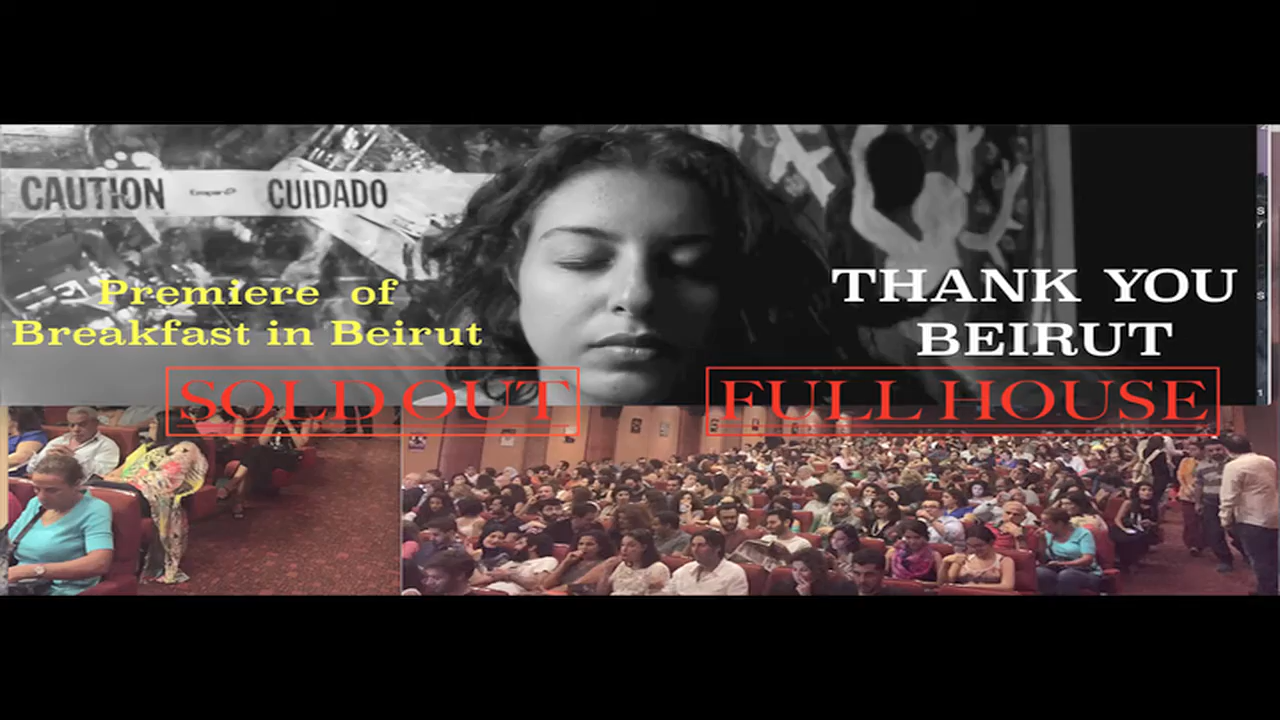 CAUTION CUIDADO
Premiere of
Breakfast in Beirut
SOLD OUT
THANK YOU
BEIRUT
FULL HOUSE